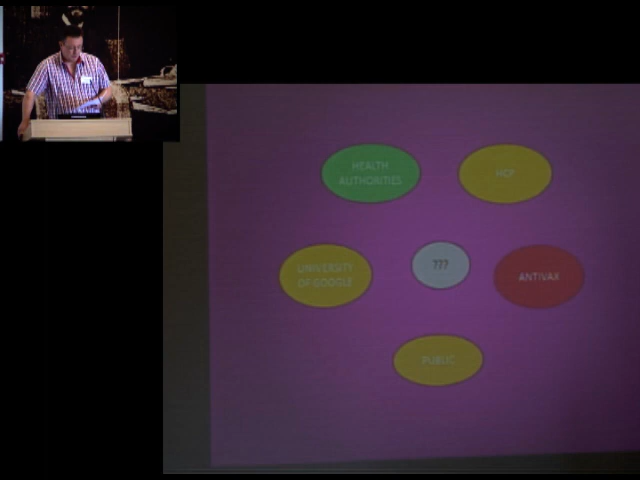 HEALTH
AUTHORITIES
HCP
UNIVERSITY
OF GOOGLE
???
ANTIVAX
PUBLIC